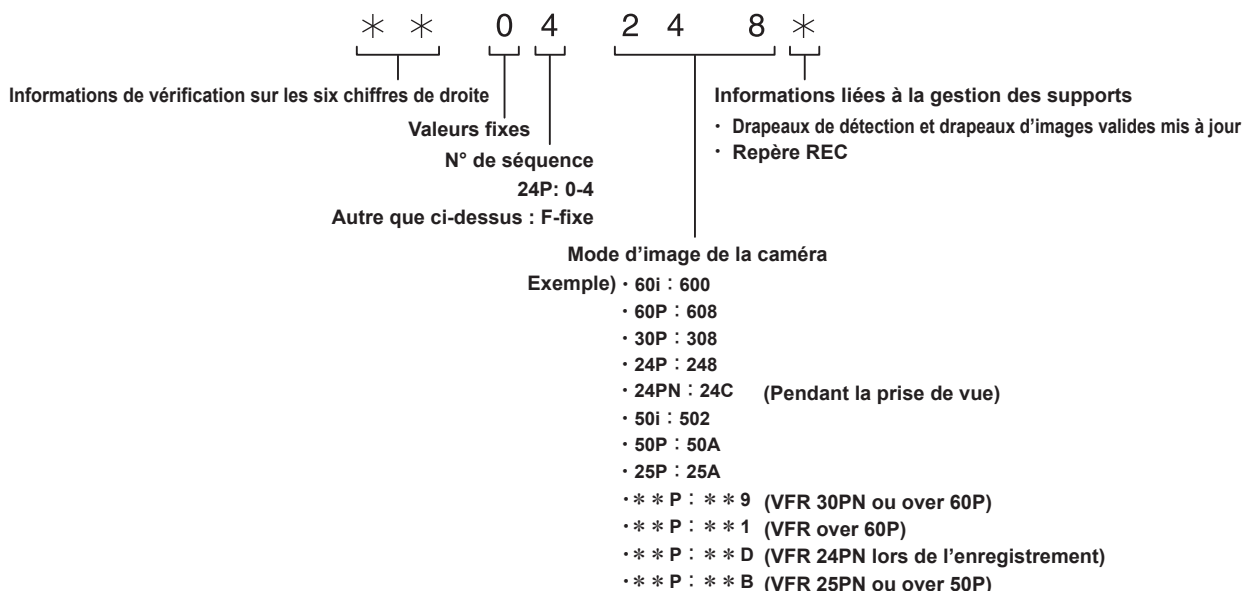 ＊ ＊ 0 4 2 4 8 ＊
Informations de vérification sur les six chiffres de droite
Valeurs fixes
N° de séquence
24P: 0-4
Autre que ci-dessus : F-fixe
Informations liées à la gestion des supports
・ Drapeaux de détection et drapeaux d’images valides mis à jour
・ Repère REC
Mode d’image de la caméra
Exemple)・60i：600
・60P：608
・30P：308
・24P：248
・24PN：24C (Pendant la prise de vue)
・50i：502
・50P：50A
・25P：25A
・＊＊P：＊＊9 (VFR 30PN ou over 60P)
・＊＊P：＊＊1 (VFR over 60P)
・＊＊P：＊＊D (VFR 24PN lors de l’enregistrement)
・＊＊P：＊＊B (VFR 25PN ou over 50P)